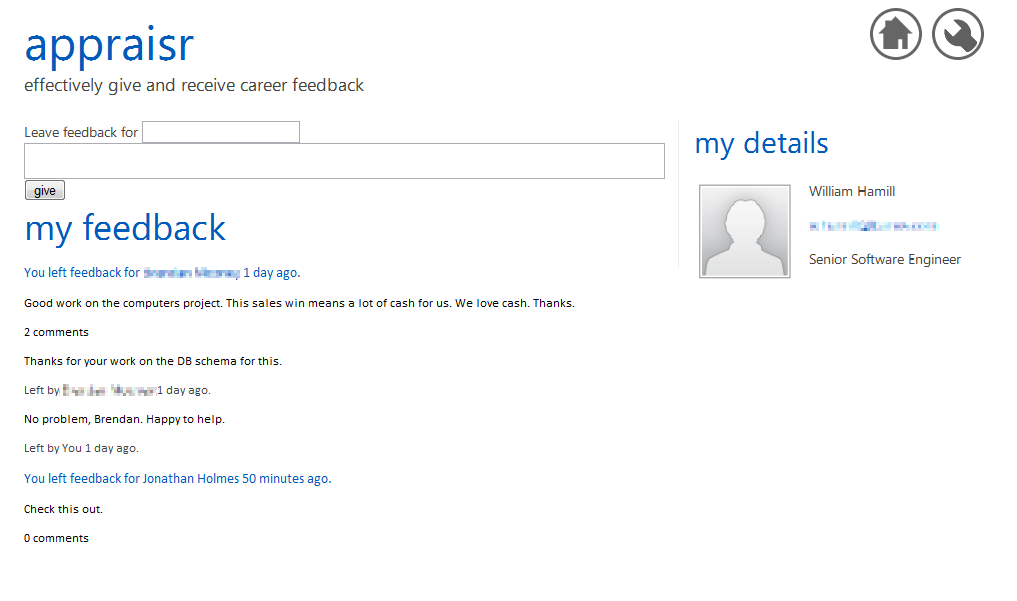 appraisr
effectively give and receive career feedback
Leave feedback for
give
my feedback
You left feedback for 1 day ago.
Good work on the computers project. This sales win means a lot of cash for us. We love cash. Thanks.
2 comments
Thanks for your work on the DB schema for this.
Left by 1 day ago.
No problem, Brendan. Happy to help.
Left by You 1 day ago.
You left feedback for Jonathan Holmes 50 minutes ago.
Check this out.
0 comments
my details
William Hamill
Senior Software Engineer